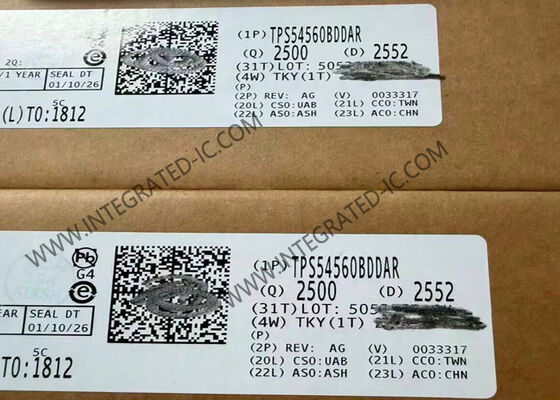 2Q:
/1 YEAR
SEAL DT
01/10/26
5C
(L)TO:1812
(1P) TPS54560BDDAR
(Q) 2500 (D) 2552
(31T)LOT: 505
(4W) TKY(1T)
(P)
(2P) REV: AG (V) 0033317
(20L) CSO:UAB (21L) CCO:TWN
(22L) ASO:ASH (23L) ACO:CHN
WWW.INTEGRATED-IC.COM
Pb
G4
e
AR
SEAL DT
01/10/26
5C
TO:1812
(1P) TPS54560BDDAR
(Q) 2500 (D) 2552
(31T)LOT: 505
(4W) TKY(1T)
(P)
(2P) REV: AG (V) 0033317
(20L) CSO:UAB (21L) CCO:TWN
(22L) ASO:ASH (23L) ACO:CHN
WWW.INTEGRATED-IC.COM